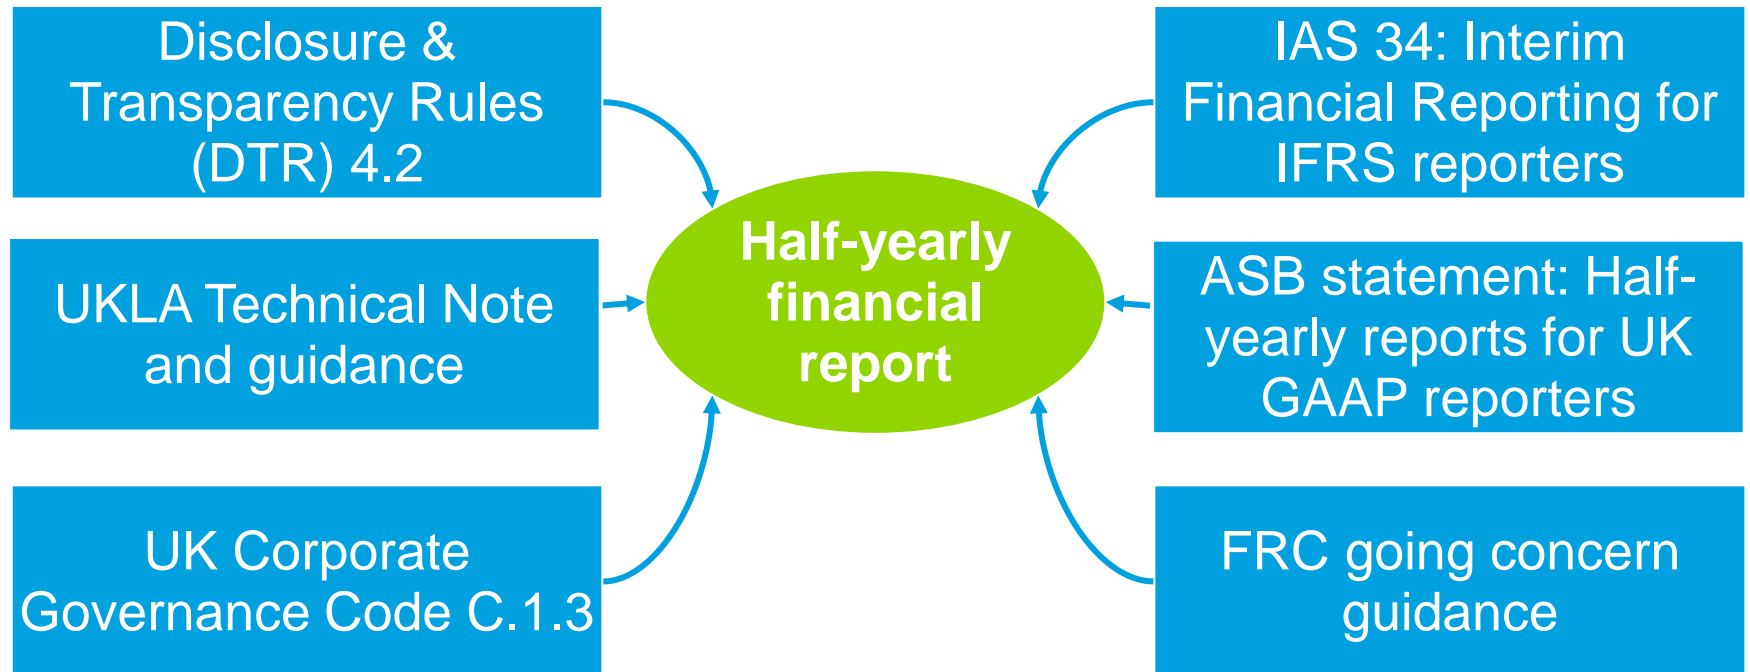 Disclosure &
Transparency Rules
(DTR) 4.2
UKLA Technical Note
and guidance
UK Corporate
Governance Code C.1.3
Half-yearly
financial
report
IAS 34: Interim
Financial Reporting for
IFRS reporters
ASB statement: Half-
yearly reports for UK
GAAP reporters
FRC going concern
guidance